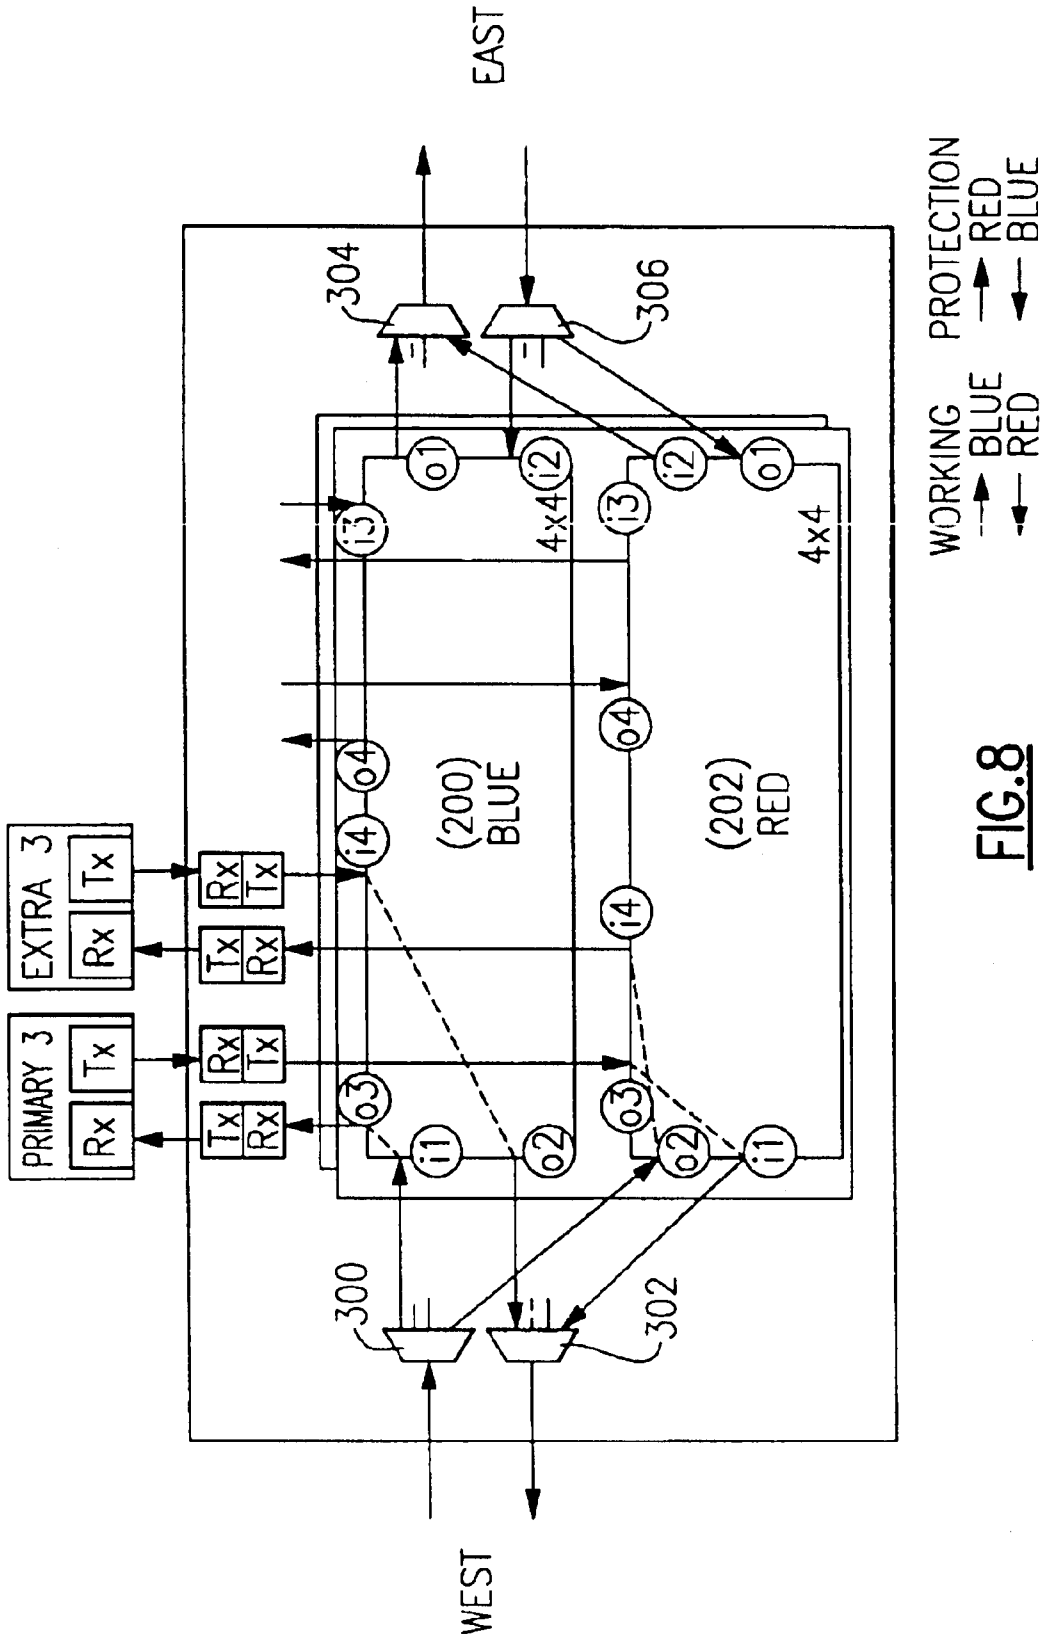 PRIMARY 3
Rx
Tx
EXTRA 3
Rx
Tx
Tx
Rx
Rx
Tx
Tx
Rx
Rx
Tx
WEST
EAST
300
302
304
306
o3
i4
o4
i3
i1
o1
o2
i2
(200)
BLUE
4x4
o3
i4
o4
i3
o2
i2
i1
o1
(202)
RED
4x4
WORKING PROTECTION
BLUE RED
RED BLUE
FIG.8